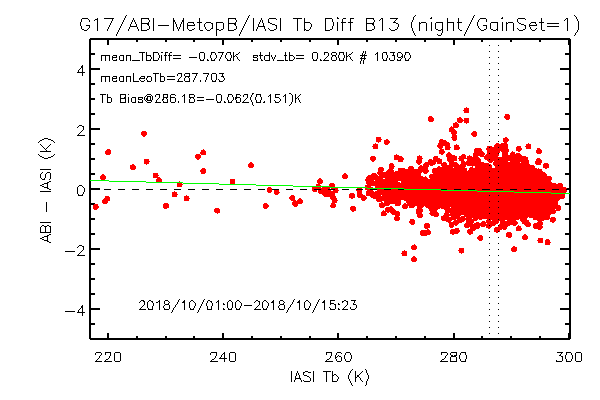 G17/ABI-MetopB/IASI Tb Diff B13 (night/GainSet=1)
mean_TbDiff= -0.070K stdv_tb= 0.280K # 10390
meanLeoTb=287.703
Tb Bias@286.18=-0.062(0.151)K
4
2
0
-2
-4
ABI - IASI (K)
2018/10/01:00-2018/10/15:23
220 240 260 280 300
IASI Tb (K)